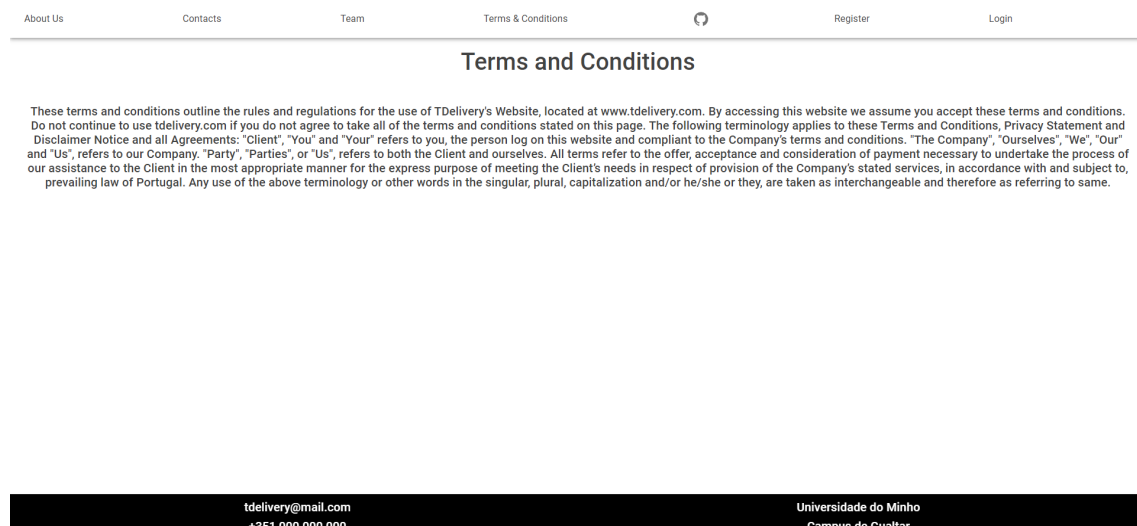 About Us Contacts Team Terms & Conditions Register Login
Terms and Conditions
These terms and conditions outline the rules and regulations for the use of TDelivery's Website, located at www.tdelivery.com. By accessing this website we assume you accept these terms and conditions.
Do not continue to use tdelivery.com if you do not agree to take all of the terms and conditions stated on this page. The following terminology applies to these Terms and Conditions, Privacy Statement and
Disclaimer Notice and all Agreements: "Client", "You" and "Your" refers to you, the person log on this website and compliant to the Company's terms and conditions. "The Company", "Ourselves", "We", "Our"
and "Us", refers to our Company. "Party", "Parties", or "Us", refers to both the Client and ourselves. All terms refer to the offer, acceptance and consideration of payment necessary to undertake the process of
our assistance to the Client in the most appropriate manner for the express purpose of meeting the Client's needs in respect of provision of the Company's stated services, in accordance with and subject to,
prevailing law of Portugal. Any use of the above terminology or other words in the singular, plural, capitalization and/or he/she or they, are taken as interchangeable and therefore as referring to same.
tdelivery@mail.com Universidade do Minho
+351 000 000 000 Campus de Gualtar